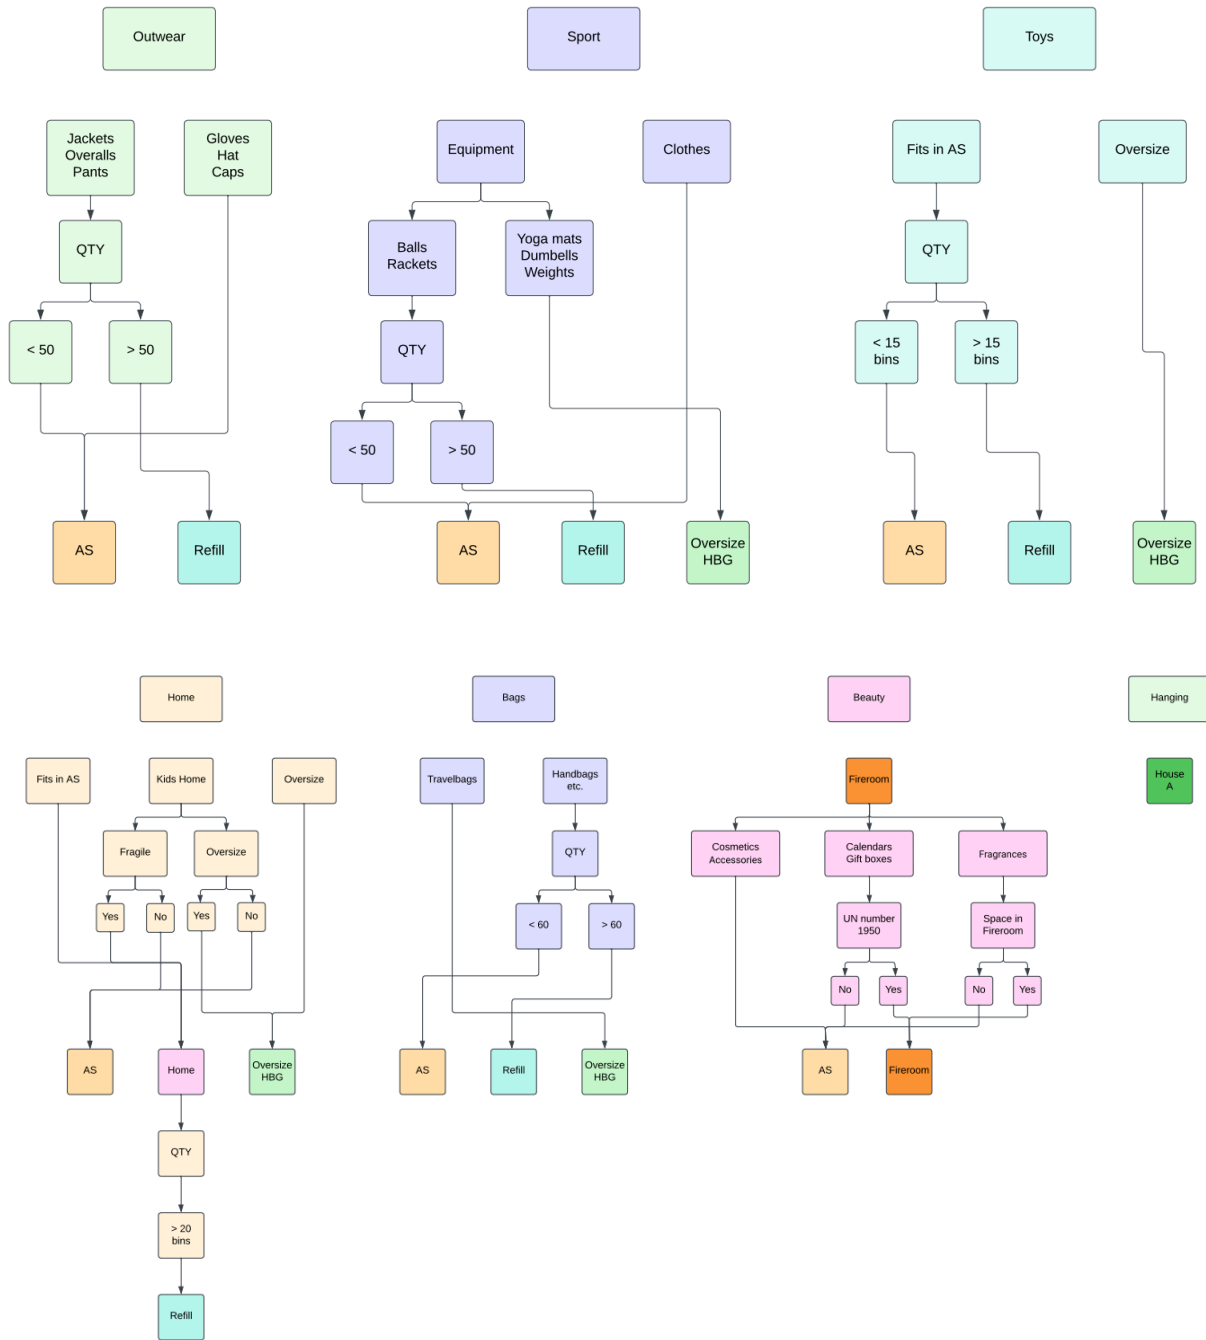 Outwear
Sport
Toys
Jackets
Overalls
Pants
Gloves
Hat
Caps
Equipment
Clothes
Fits in AS
Oversize
QTY
Balls
Rackets
Yoga mats
Dumbells
Weights
QTY
< 50
> 50
QTY
< 15
bins
> 15
bins
< 50
> 50
AS
Refill
AS
Refill
Oversize
HBG
AS
Refill
Oversize
HBG
Home
Bags
Beauty
Hanging
Fits in AS
Kids Home
Oversize
Travelbags
Handbags
etc.
Fireroom
House
A
Fragile
Oversize
QTY
Cosmetics
Accessories
Calendars
Gift boxes
Fragrances
Yes
No
Yes
No
< 60
> 60
UN number
1950
Space in
Fireroom
No
Yes
No
Yes
AS
Home
Oversize
HBG
AS
Refill
Oversize
HBG
AS
Fireroom
QTY
> 20
bins
Refill